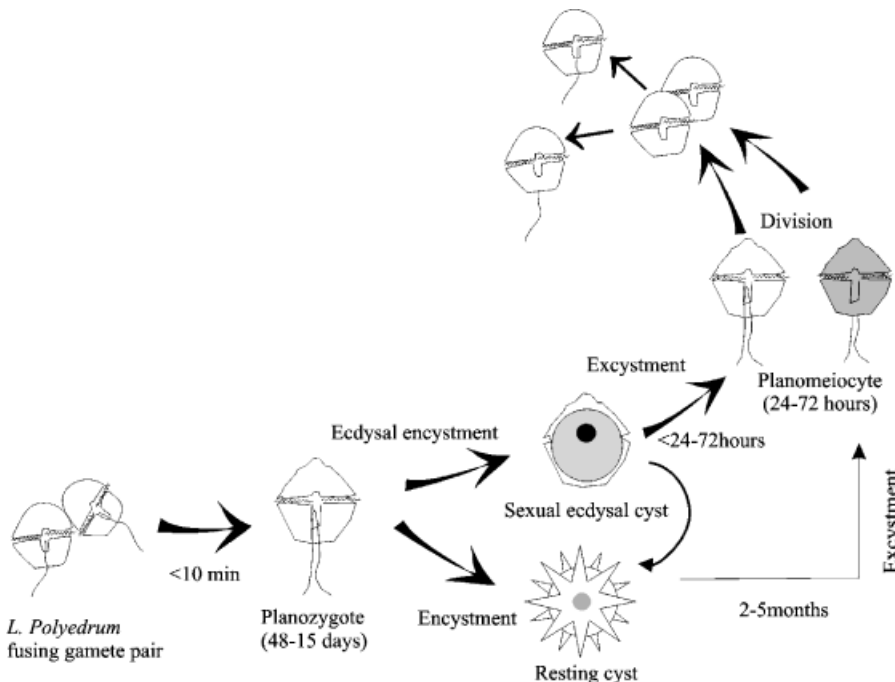 Division
Planomeiocyte
(24-72 hours)
Excystment
<24-72hours
Ecdysal encystment
Sexual ecdysal cyst
Excystment
<10 min
Planozygote
(48-15 days)
Encystment
2-5months
L. Polyedrum
fusing gamete pair
Resting cyst